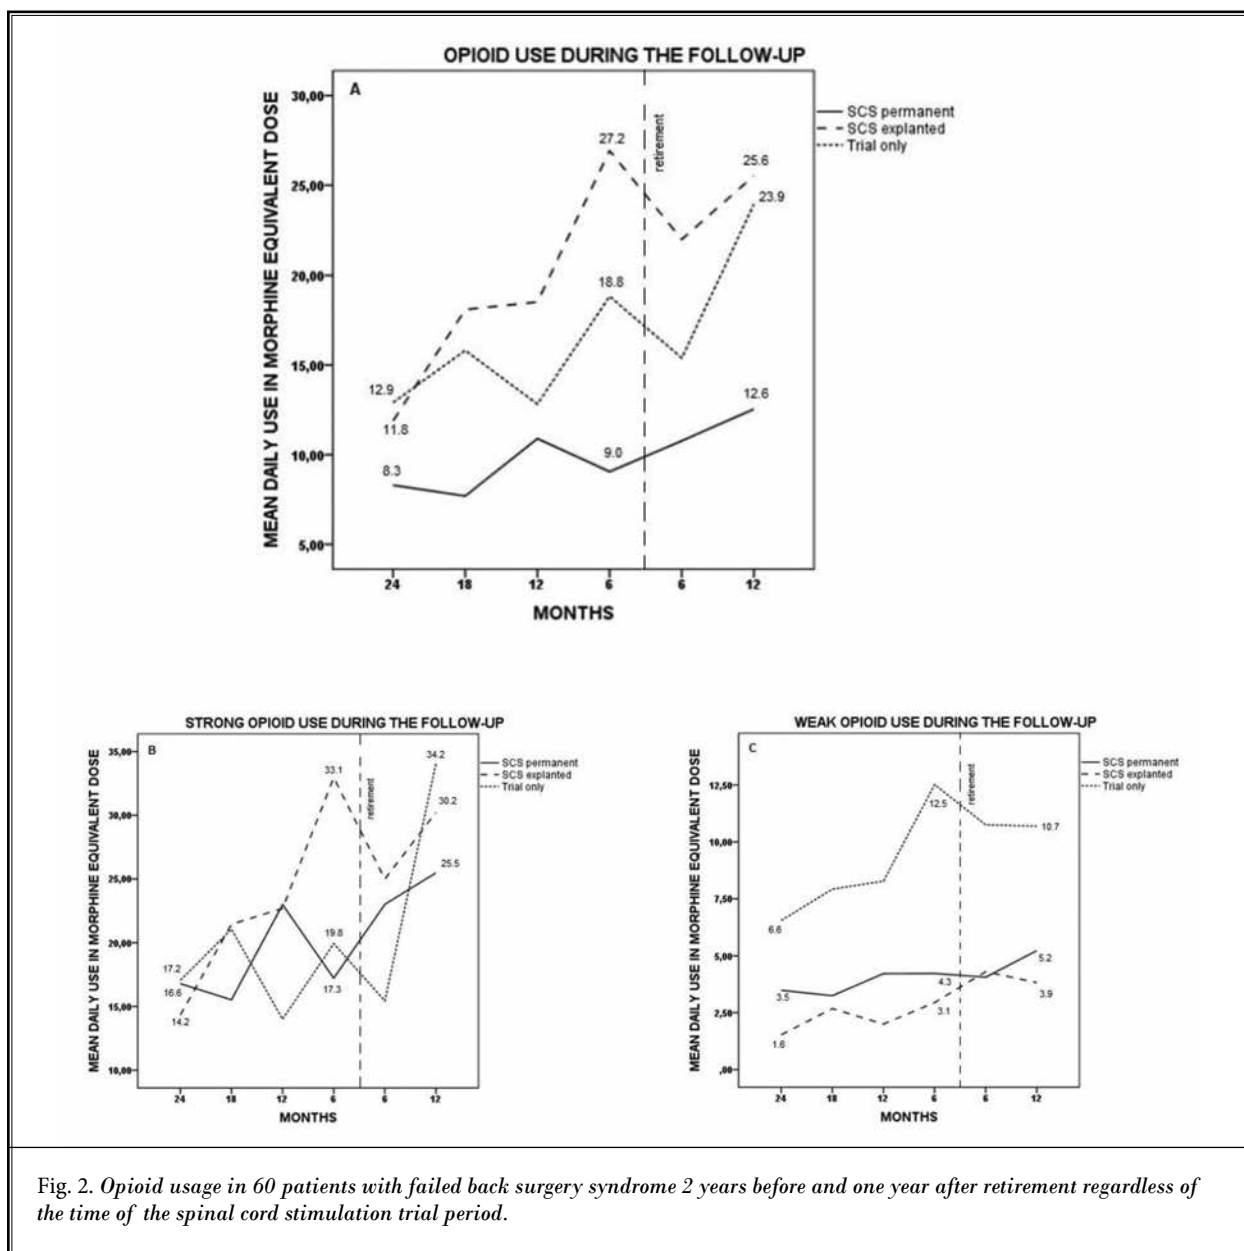 OPIOID USE DURING THE FOLLOW-UP
A
MEAN DAILY USE IN MORPHINE EQUIVALENT DOSE
30,00
25,00
20,00
15,00
10,00
5,00
27.2
25.6
23.9
18.8
12.9
11.8
12.6
9.0
8.3
retirement
SCS permanent
SCS explanted
Trial only
24 18 12 6 6 12
MONTHS
STRONG OPIOID USE DURING THE FOLLOW-UP
B
MEAN DAILY USE IN MORPHINE EQUIVALENT DOSE
35,00
30,00
25,00
20,00
15,00
10,00
34.2
33.1
30.2
25.5
19.8
17.2
16.6
17.3
14.2
retirement
SCS permanent
SCS explanted
Trial only
24 18 12 6 6 12
MONTHS
WEAK OPIOID USE DURING THE FOLLOW-UP
C
MEAN DAILY USE IN MORPHINE EQUIVALENT DOSE
12,50
10,00
7,50
5,00
2,50
,00
12.5
10.7
6.6
5.2
4.3
3.9
3.5
3.1
1.6
retirement
SCS permanent
SCS explanted
Trial only
24 18 12 6 6 12
MONTHS
Fig. 2. Opioid usage in 60 patients with failed back surgery syndrome 2 years before and one year after retirement regardless of
the time of the spinal cord stimulation trial period.